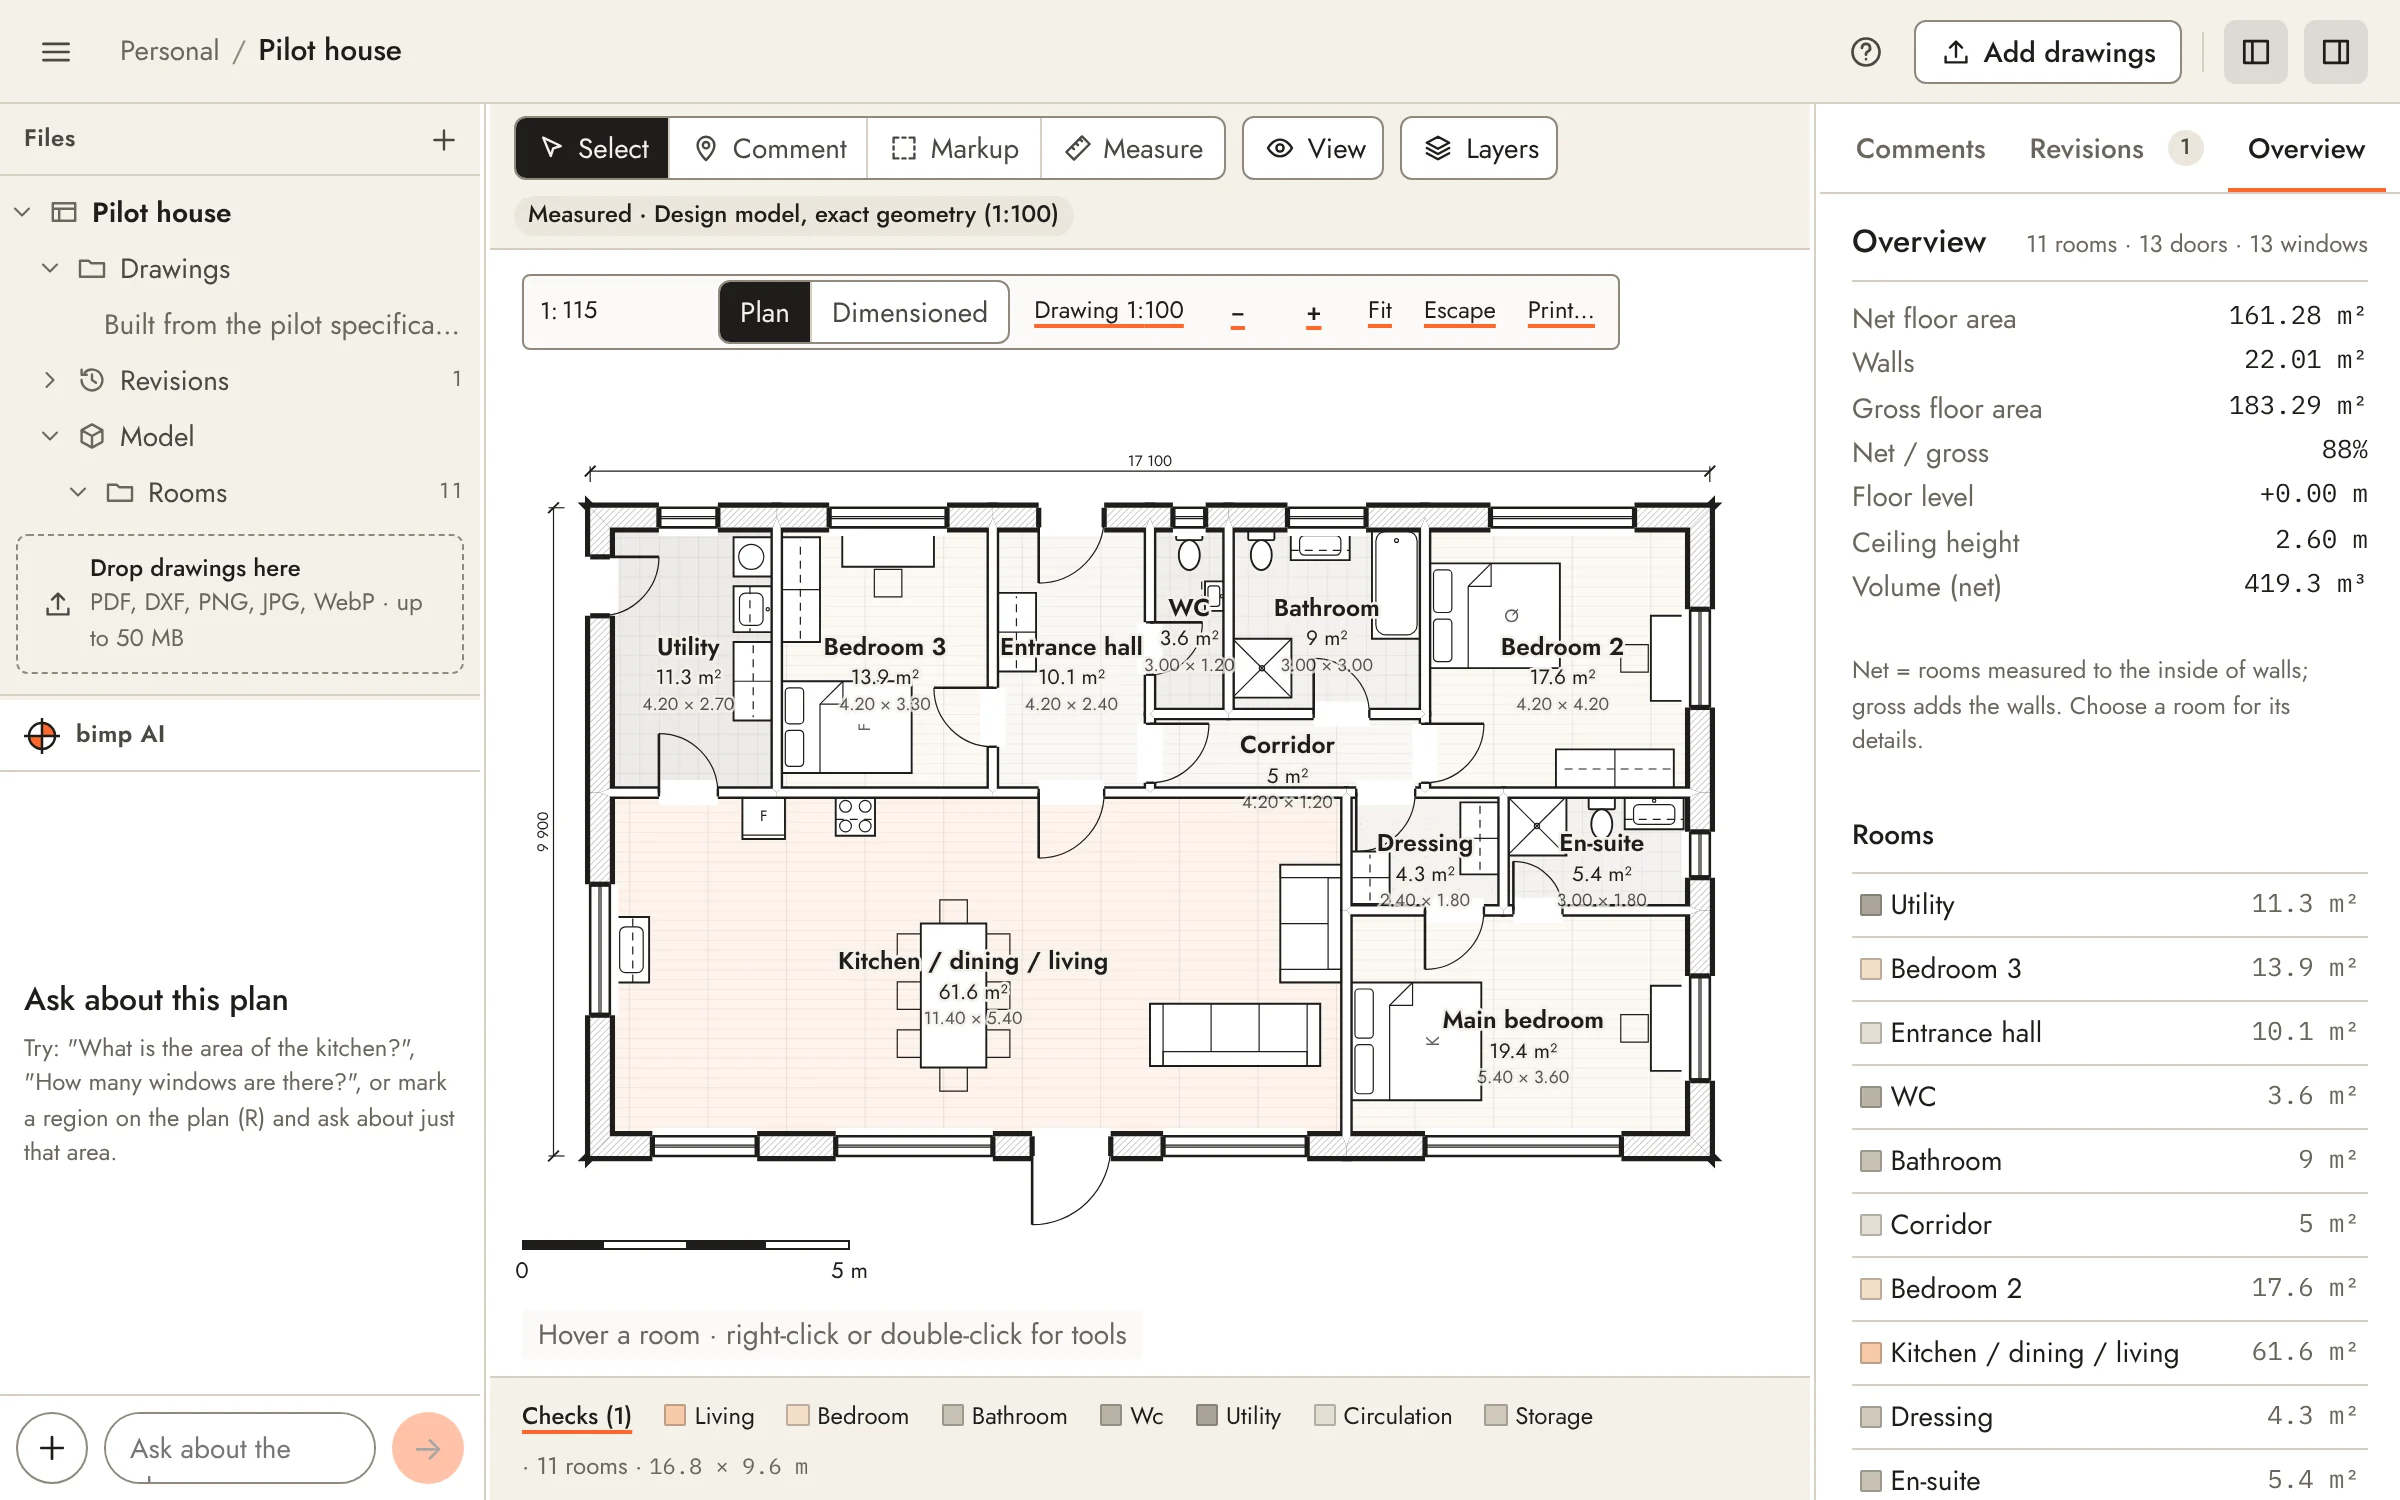 Personal / Pilot house
Add drawings
Files
Pilot house
Drawings
Built from the pilot specifica…
Revisions 1
Model
Rooms 11
Drop drawings here
PDF, DXF, PNG, JPG, WebP · up
to 50 MB
bimp AI
Ask about this plan
Try: "What is the area of the kitchen?",
"How many windows are there?", or mark
a region on the plan (R) and ask about just
that area.
Ask about the
Select
Comment
Markup
Measure
View
Layers
Measured · Design model, exact geometry (1:100)
1:115
Plan
Dimensioned
Drawing 1:100
–
+
Fit
Escape
Print…
17 100
9 900
Utility
11.3 m²
4.20 × 2.70
Bedroom 3
13.9 m²
4.20 × 3.30
F
Entrance hall
10.1 m²
4.20 × 2.40
WC
3.6 m²
3.00 × 1.20
Bathroom
9 m²
3.00 × 3.00
Q
Bedroom 2
17.6 m²
4.20 × 4.20
Corridor
5 m²
4.20 × 1.20
F
Dressing
4.3 m²
2.40 × 1.80
En-suite
5.4 m²
3.00 × 1.80
Kitchen / dining / living
61.6 m²
11.40 × 5.40
K
Main bedroom
19.4 m²
5.40 × 3.60
0 5 m
Hover a room · right-click or double-click for tools
Checks (1)
Living
Bedroom
Bathroom
Wc
Utility
Circulation
Storage
· 11 rooms · 16.8 × 9.6 m
Comments
Revisions 1
Overview
Overview 11 rooms · 13 doors · 13 windows
Net floor area 161.28 m²
Walls 22.01 m²
Gross floor area 183.29 m²
Net / gross 88%
Floor level +0.00 m
Ceiling height 2.60 m
Volume (net) 419.3 m³
Net = rooms measured to the inside of walls;
gross adds the walls. Choose a room for its
details.
Rooms
Utility 11.3 m²
Bedroom 3 13.9 m²
Entrance hall 10.1 m²
WC 3.6 m²
Bathroom 9 m²
Corridor 5 m²
Bedroom 2 17.6 m²
Kitchen / dining / living 61.6 m²
Dressing 4.3 m²
En-suite 5.4 m²